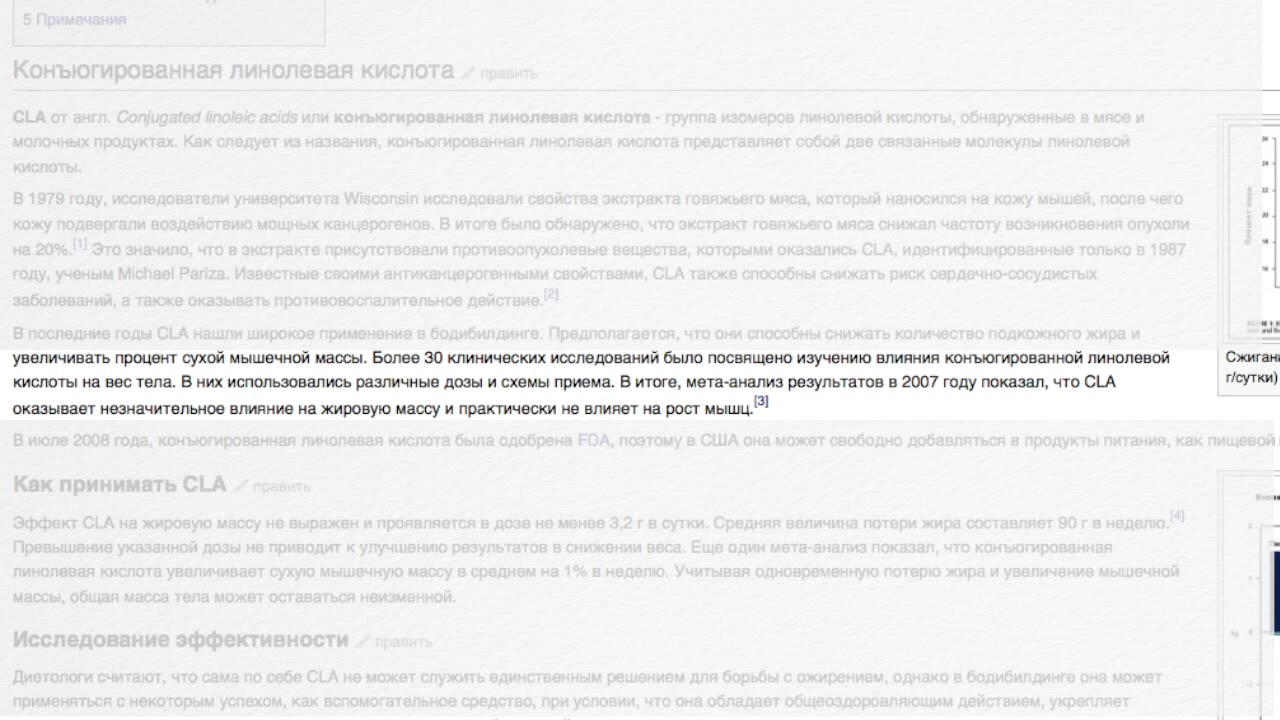 5 Примечания
Конъюгированная линолевая кислота править
CLA от англ. Conjugated linoleic acids или конъюгированная линолевая кислота - группа изомеров линолевой кислоты, обнаруженные в мясе и
молочных продуктах. Как следует из названия, конъюгированная линолевая кислота представляет собой две связанные молекулы линолевой
кислоты.
В 1979 году, исследователи университета Wisconsin исследовали свойства экстракта говяжьего мяса, который наносился на кожу мышей, после чего
кожу подвергали воздействию мощных канцерогенов. В итоге было обнаружено, что экстракт говяжьего мяса снижал частоту возникновения опухоли
на 20%.[1] Это значило, что в экстракте присутствовали противоопухолевые вещества, которыми оказались CLA, идентифицированные только в 1987
году, ученым Michael Pariza. Известные своими антиканцерогенными свойствами, CLA также способны снижать риск сердечно-сосудистых
заболеваний, а также оказывать противовоспалительное действие.[2]
В последние годы CLA нашли широкое применение в бодибилдинге. Предполагается, что они способны снижать количество подкожного жира и
увеличивать процент сухой мышечной массы. Более 30 клинических исследований было посвящено изучению влияния конъюгированной линолевой
кислоты на вес тела. В них использовались различные дозы и схемы приема. В итоге, мета-анализ результатов в 2007 году показал, что CLA
оказывает незначительное влияние на жировую массу и практически не влияет на рост мышц.[3]
Сжигани
г/сутки)
В июле 2008 года, конъюгированная линолевая кислота была одобрена FDA, поэтому в США она может свободно добавляться в продукты питания, как пищевой
Как принимать CLA править
Эффект CLA на жировую массу не выражен и проявляется в дозе не менее 3,2 г в сутки. Средняя величина потери жира составляет 90 г в неделю.[4]
Превышение указанной дозы не приводит к улучшению результатов в снижении веса. Еще один мета-анализ показал, что конъюгированная
линолевая кислота увеличивает сухую мышечную массу в среднем на 1% в неделю. Учитывая одновременную потерю жира и увеличение мышечной
массы, общая масса тела может оставаться неизменной.
Исследование эффективности править
Диетологи считают, что сама по себе CLA не может служить единственным решением для борьбы с ожирением, однако в бодибилдинге она может
применяться с некоторым успехом, как вспомогательное средство, при условии, что она обладает общеоздоровляющим действием, укрепляет